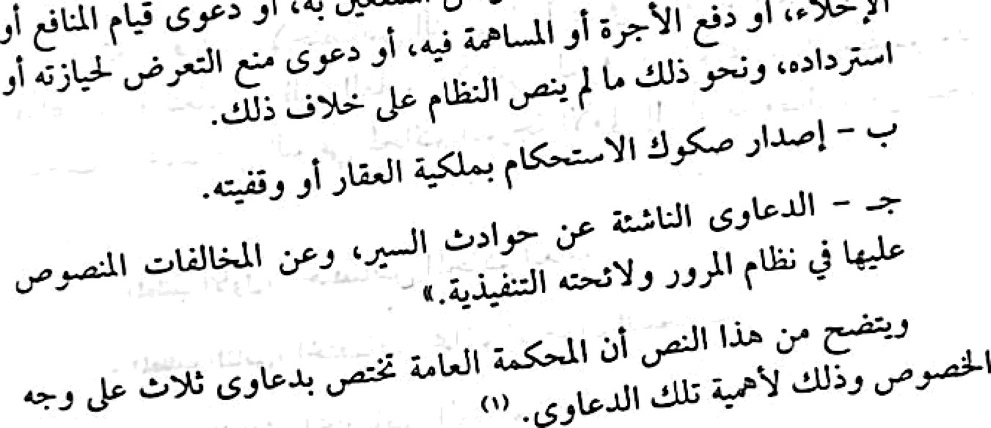 به، أو دعوى قيام المنافع أو
الإخلاء، أو دفع الأجرة أو المساهمة فيه، أو دعوى منع التعرض لحيازته أو
استرداده، ونحو ذلك ما لم ينص النظام على خلاف ذلك.
ب – إصدار صكوك الاستحكام بملكية العقار أو وقفيته.
جـ – الدعاوى الناشئة عن حوادث السير، وعن المخالفات المنصوص
عليها في نظام المرور ولائحته التنفيذية.»
ويتضح من هذا النص أن المحكمة العامة تختص بدعاوى ثلاث على وجه
الخصوص وذلك لأهمية تلك الدعاوى. (١)